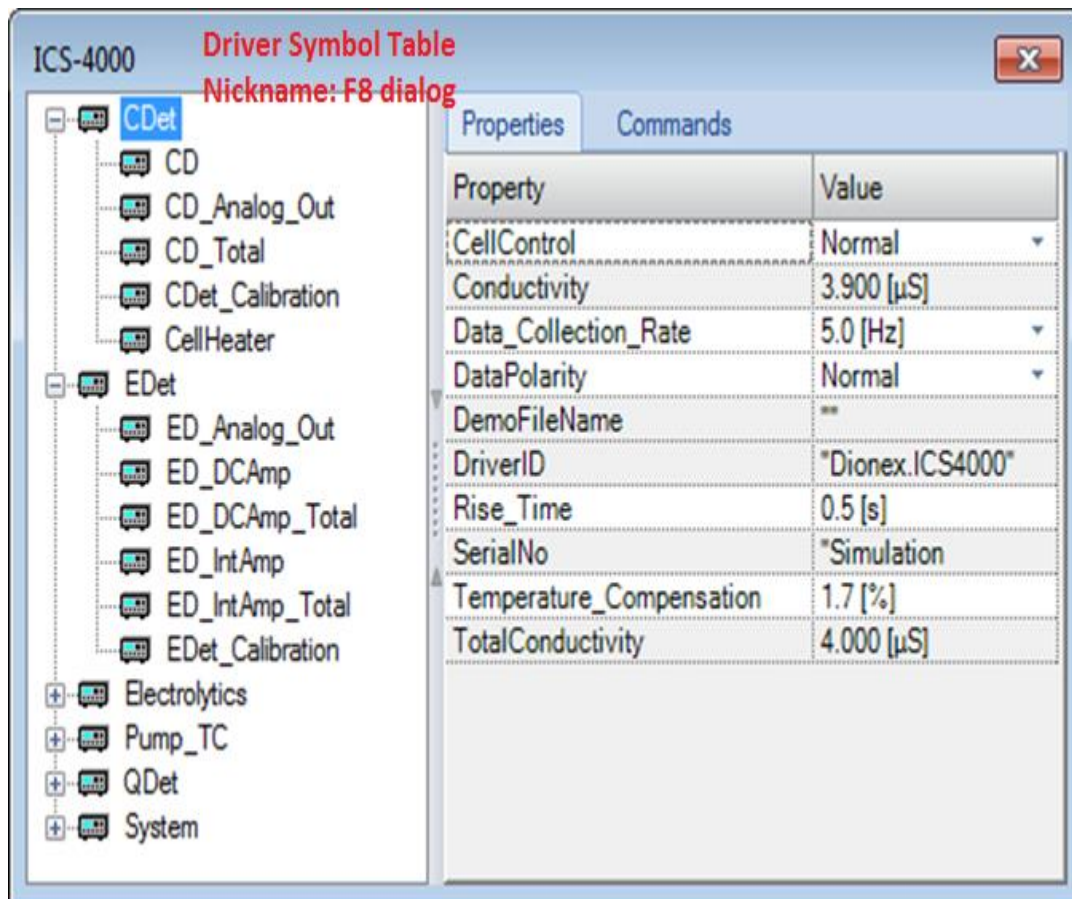 ICS-4000
Driver Symbol Table
Nickname: F8 dialog
CDet
CD
CD_Analog_Out
CD_Total
CDet_Calibration
CellHeater
EDet
ED_Analog_Out
ED_DCAmp
ED_DCAmp_Total
ED_IntAmp
ED_IntAmp_Total
EDet_Calibration
Electrolytics
Pump_TC
QDet
System
Properties Commands
Property Value
CellControl Normal
Conductivity 3.900 [µS]
Data_Collection_Rate 5.0 [Hz]
DataPolarity Normal
DemoFileName ""
DriverID "Dionex.ICS4000"
Rise_Time 0.5 [s]
SerialNo "Simulation
Temperature_Compensation 1.7 [%]
TotalConductivity 4.000 [µS]